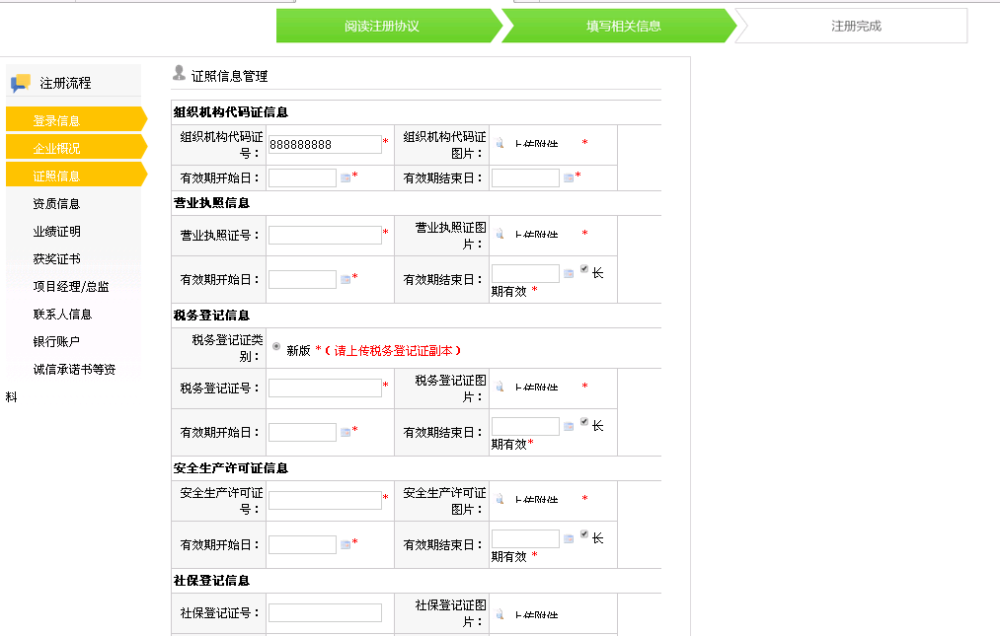 阅读注册协议
填写相关信息
注册完成
注册流程
登录信息
企业概况
证照信息
资质信息
业绩证明
获奖证书
项目经理/总监
联系人信息
银行账户
诚信承诺书等资
料
证照信息管理
组织机构代码证信息
组织机构代码证
号：
888888888
*
组织机构代码证
图片：
上传附件
*
有效期开始日：
*
有效期结束日：
*
营业执照信息
营业执照证号：
*
营业执照证图
片：
上传附件
*
有效期开始日：
*
有效期结束日：
长
期有效 *
税务登记信息
税务登记证类
别：
新版 *（请上传税务登记证副本）
税务登记证号：
*
税务登记证图
片：
上传附件
*
有效期开始日：
*
有效期结束日：
长
期有效*
安全生产许可证信息
安全生产许可证
号：
*
安全生产许可证
图片：
上传附件
*
有效期开始日：
*
有效期结束日：
长
期有效 *
社保登记信息
社保登记证号：
社保登记证图
片：
上传附件